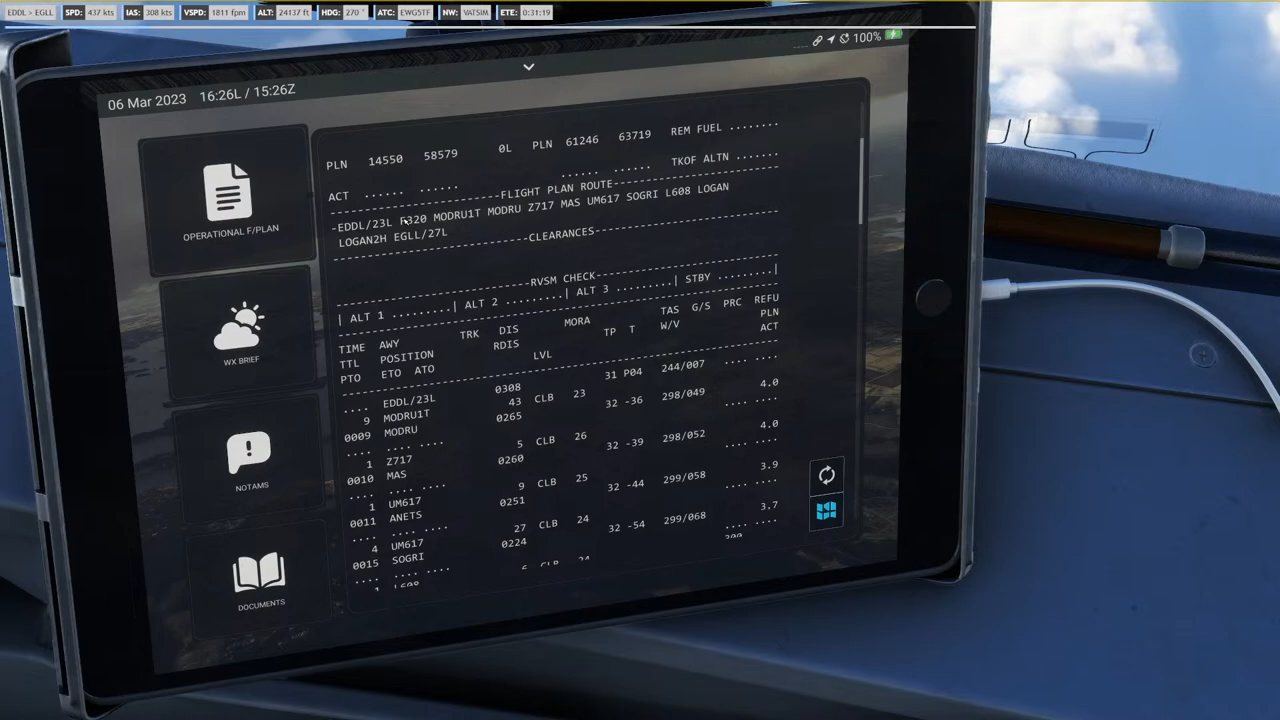 EDDL > EGLL SPD: 437 kts IAS: 308 kts VSPD: 1811 fpm ALT: 24137 ft HDG: 270 ° ATC: EWG5TF NW: VATSIM ETE: 0:31:19
06 Mar 2023 16:26L / 15:26Z
100%
OPERATIONAL F/PLAN
WX BRIEF
NOTAMS
DOCUMENTS
PLN 14550 58579 0L PLN 61246 63719 REM FUEL ........
ACT ...... ...... ...... ...... TKOF ALTN .......
--------------------FLIGHT PLAN ROUTE--------------------
-EDDL/23L F320 MODRU1T MODRU Z717 MAS UM617 SOGRI L608 LOGAN
LOGAN2H EGLL/27L
-----------------------CLEARANCES------------------------
-----------------------RVSM CHECK------------------------
| ALT 1 .........| ALT 2 .........| ALT 3 .........| STBY .........|
TIME AWY TRK DIS MORA TAS G/S PRC REFU
TTL POSITION RDIS TP T W/V PLN
PTO ETO ATO LVL ACT
.... EDDL/23L 0308 31 P04 244/007 .... ....
9 MODRU1T 43 CLB 23 4.0
0009 MODRU 0265 32 -36 298/049
.... .... .... .... ....
1 Z717 5 CLB 26 4.0
0010 MAS 0260 32 -39 298/052
.... .... .... .... ....
1 UM617 9 CLB 25 3.9
0011 ANETS 0251 32 -44 299/058
.... .... .... .... ....
4 UM617 27 CLB 24 3.7
0015 SOGRI 0224 32 -54 299/068
.... .... .... .... ....
1 L608 6 CLB 24